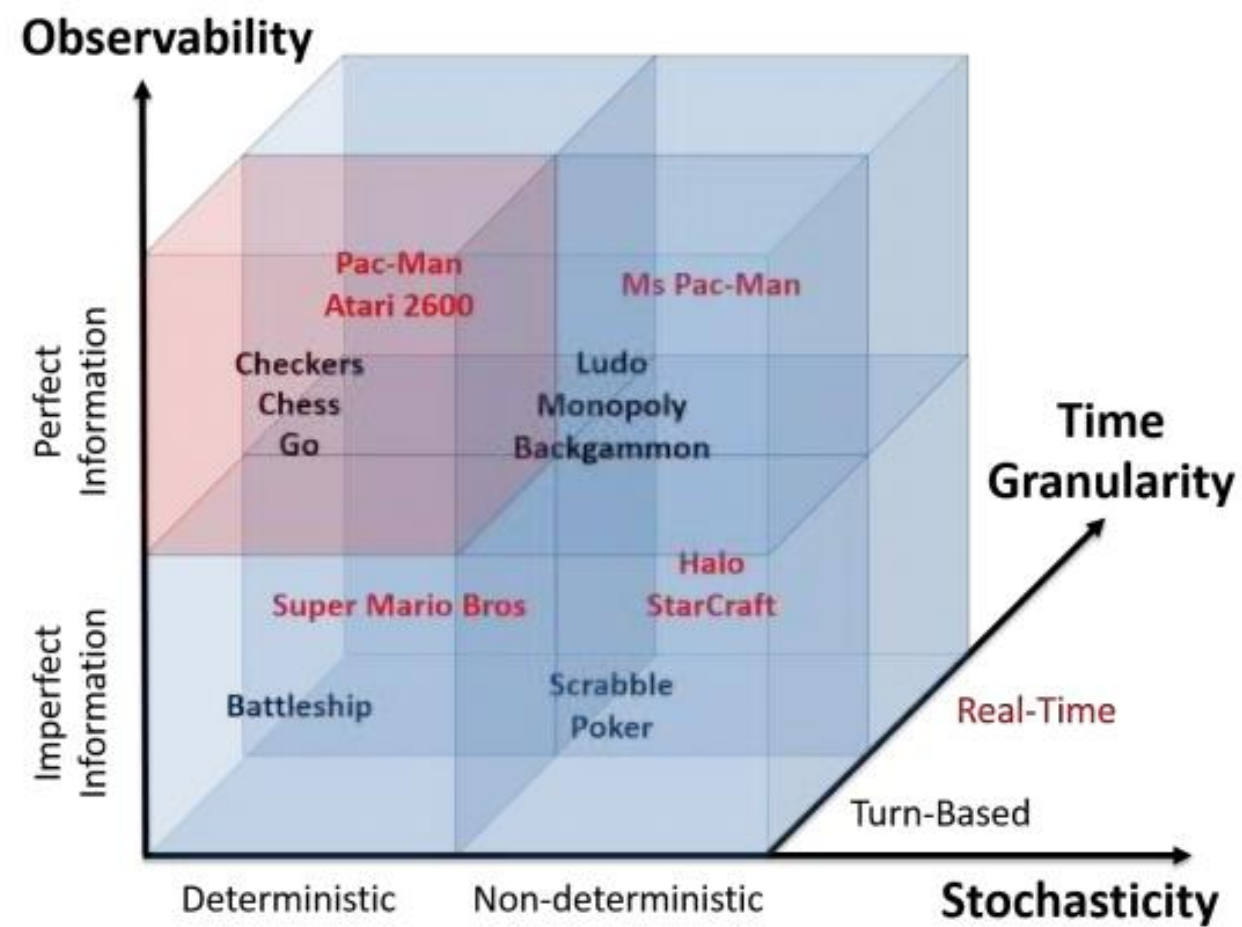 Observability
Perfect
Information
Imperfect
Information
Pac-Man
Atari 2600
Ms Pac-Man
Checkers
Chess
Go
Ludo
Monopoly
Backgammon
Time
Granularity
Super Mario Bros
Halo
StarCraft
Battleship
Scrabble
Poker
Real-Time
Turn-Based
Deterministic
Non-deterministic
Stochasticity